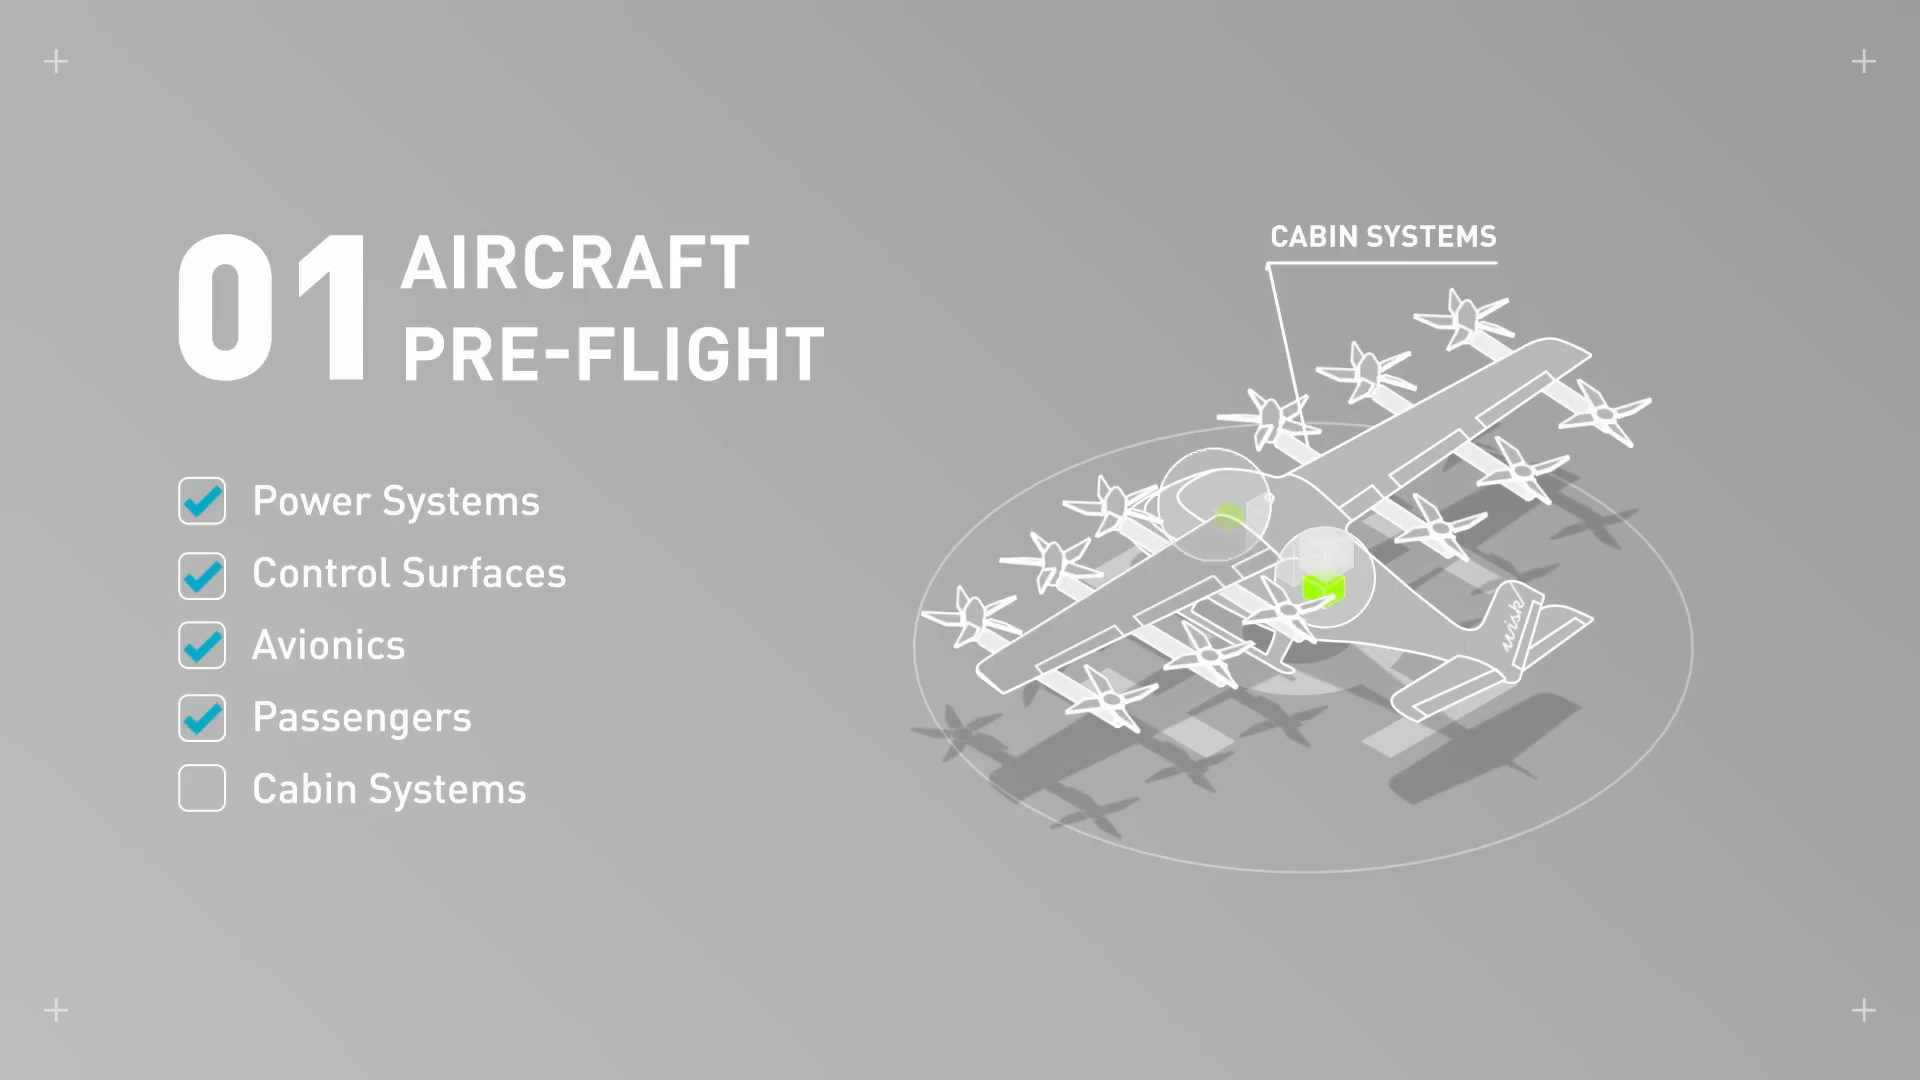 01
AIRCRAFT
PRE-FLIGHT
Power Systems
Control Surfaces
Avionics
Passengers
Cabin Systems
CABIN SYSTEMS
wisk